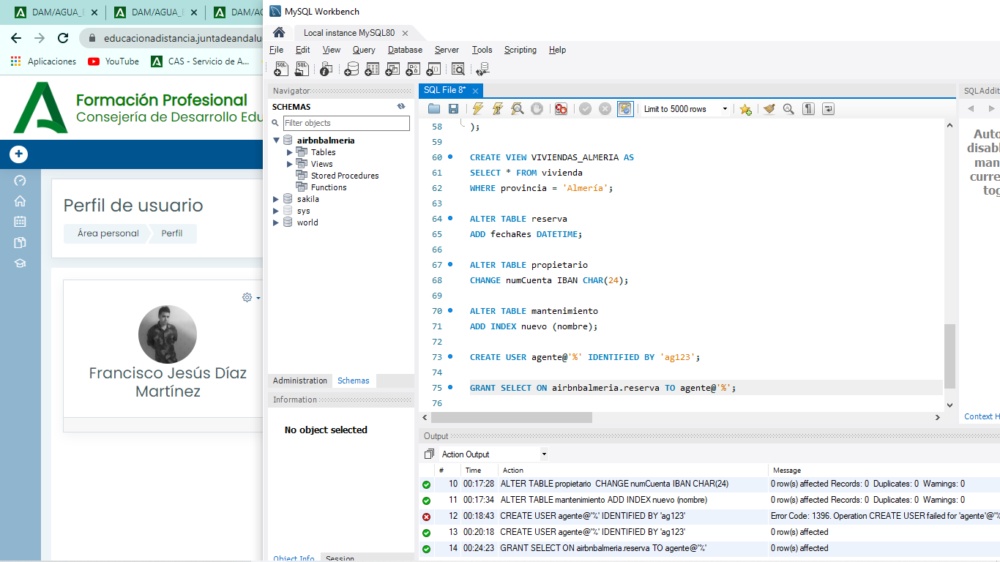 DAM/AGUA_E
DAM/AGUA_E
DAM/AGUA
educacionadistancia.juntadeandalu
Aplicaciones
YouTube
CAS - Servicio de A...
Formación Profesional
Consejería de Desarrollo Edu
Perfil de usuario
Área personal
Perfil
Francisco Jesús Díaz
Martínez
MySQL Workbench
Local instance MySQL80
File Edit View Query Database Server Tools Scripting Help
Navigator
SCHEMAS
Filter objects
airbnbalmeria
Tables
Views
Stored Procedures
Functions
sakila
sys
world
Administration Schemas
Information
No object selected
Object Info Session
SQL File 8*
Limit to 5000 rows
58 );
59
60 CREATE VIEW VIVIENDAS_ALMERIA AS
61 SELECT * FROM vivienda
62 WHERE provincia = 'Almería';
63
64 ALTER TABLE reserva
65 ADD fechaRes DATETIME;
66
67 ALTER TABLE propietario
68 CHANGE numCuenta IBAN CHAR(24);
69
70 ALTER TABLE mantenimiento
71 ADD INDEX nuevo (nombre);
72
73 CREATE USER agente@'%' IDENTIFIED BY 'ag123';
74
75 GRANT SELECT ON airbnbalmeria.reserva TO agente@'%';
76
SQLAddit
Auto
disabl
man
curre
tog
Context H
Output
Action Output
# Time Action Message
10 00:17:28 ALTER TABLE propietario CHANGE numCuenta IBAN CHAR(24) 0 row(s) affected Records: 0 Duplicates: 0 Warnings: 0
11 00:17:34 ALTER TABLE mantenimiento ADD INDEX nuevo (nombre) 0 row(s) affected Records: 0 Duplicates: 0 Warnings: 0
12 00:18:43 CREATE USER agente@'%' IDENTIFIED BY 'ag123' Error Code: 1396. Operation CREATE USER failed for 'agente'@'%
13 00:20:18 CREATE USER agente@'%' IDENTIFIED BY 'ag123' 0 row(s) affected
14 00:24:23 GRANT SELECT ON airbnbalmeria.reserva TO agente@'%' 0 row(s) affected